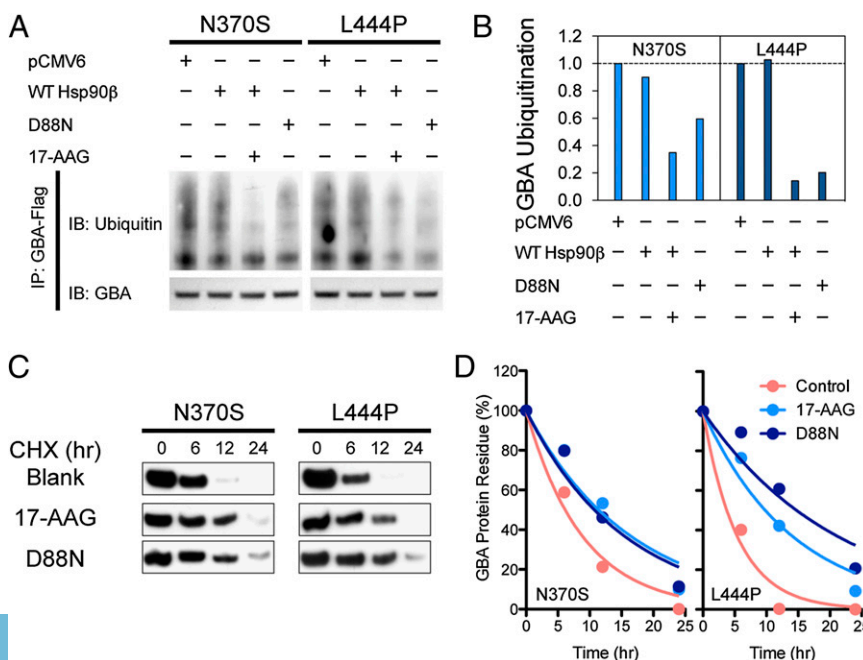 A
N370S L444P
pCMV6 + − − − + − − −
WT Hsp90β − + + − − + + −
D88N − − − + − − − +
17-AAG − − + − − − + −
IP: GBA-Flag
IB: Ubiquitin
IB: GBA
B
GBA Ubiquitination
1.2
1.0
0.8
0.6
0.4
0.2
0.0
N370S L444P
pCMV6 + − − − + − − −
WT Hsp90β − + + − − + + −
D88N − − − + − − − +
17-AAG − − + − − − + −
C
N370S L444P
CHX (hr) 0 6 12 24 0 6 12 24
Blank
17-AAG
D88N
D
GBA Protein Residue (%)
120
100
80
60
40
20
0
Control
17-AAG
D88N
N370S L444P
0 5 10 15 20 25 0 5 10 15 20 25
Time (hr) Time (hr)